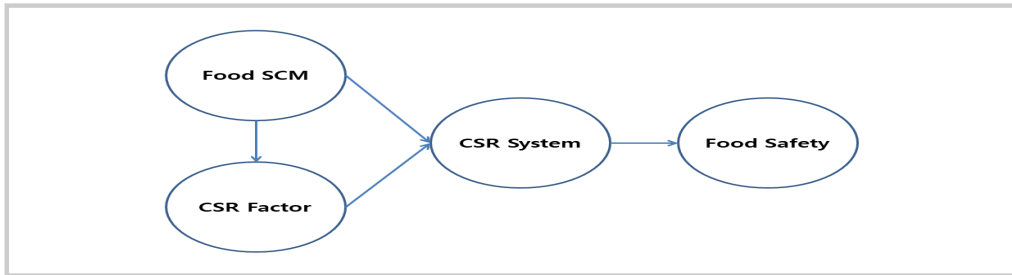 Food SCM
CSR System
Food Safety
CSR Factor